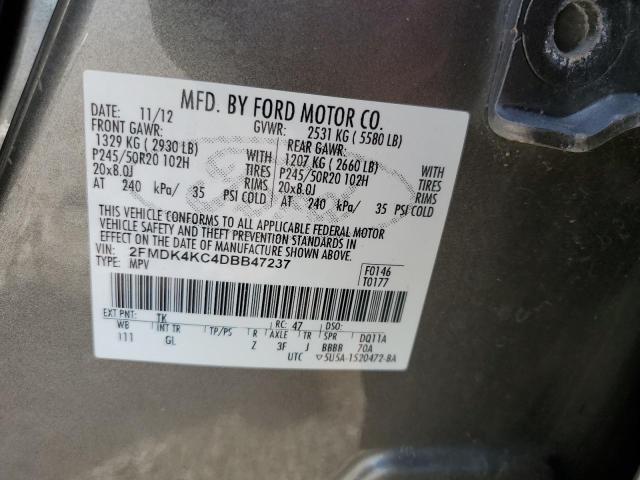 MFD. BY FORD MOTOR CO.
11/12 GVWR: 2531 KG ( 5580 LB)
FRONT GAWR: REAR GAWR:
1329 KG ( 2930 LB) 1207 KG ( 2660 LB)
P245/50R20 102H WITH TIRES P245/50R20 102H WITH TIRES
20x8.0J RIMS 20x8.0J RIMS
AT 240 kPa/ 35 PSI COLD AT 240 kPa/ 35 PSI COLD
THIS VEHICLE CONFORMS TO ALL APPLICABLE FEDERAL MOTOR
VEHICLE SAFETY AND THEFT PREVENTION STANDARDS IN
EFFECT ON THE DATE OF MANUFACTURE SHOWN ABOVE.
VIN: 2FMDK4KC4DBB47237
TYPE: MPV
F0146
T0177
EXT PNT: TK RC: 47 DSO:
WB INT TR TP/PS R AXLE TR SPR DQ11A
111 GL Z 3F J BBBB 70A
UTC 5U5A-1520472-BA